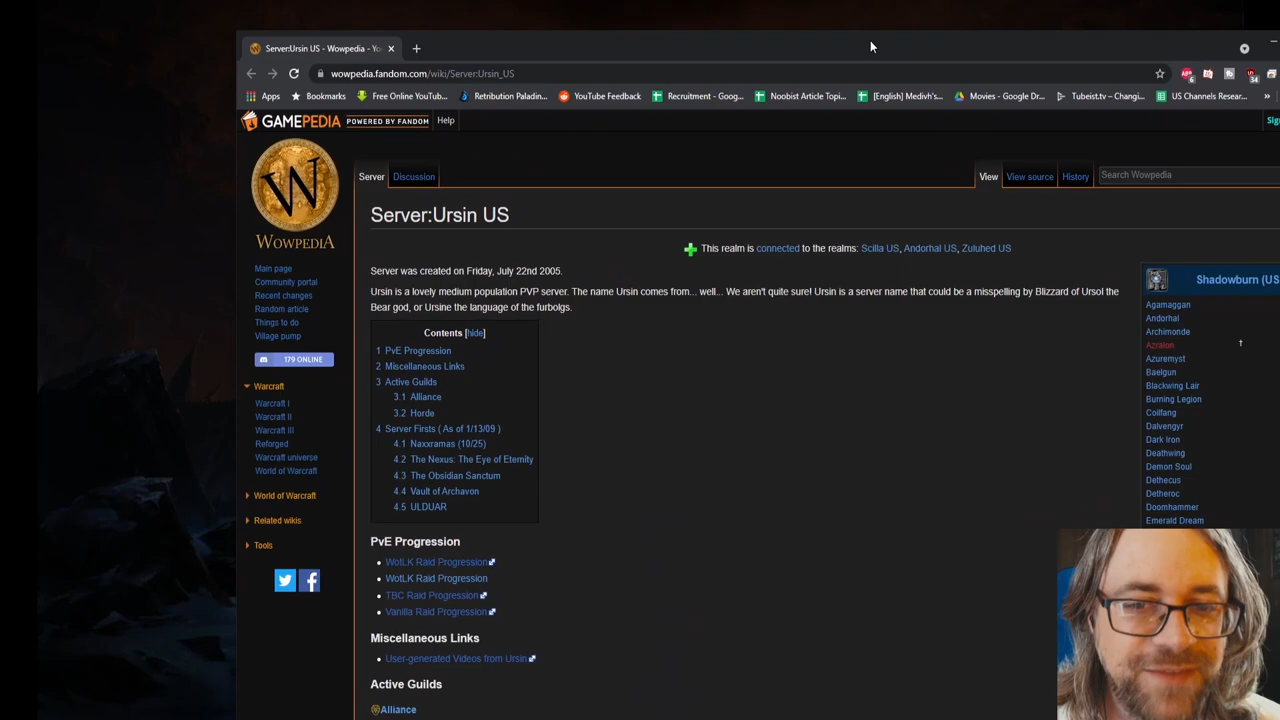 Server:Ursin US - Wowpedia - Yo
wowpedia.fandom.com/wiki/Server:Ursin_US
Apps Bookmarks Free Online YouTub... Retribution Paladin... YouTube Feedback Recruitment - Goog... Noobist Article Topi... [English] Medivh's... Movies - Google Dr... Tubeist.tv – Changi... US Channels Resear... »
GAMEPEDIA POWERED BY FANDOM Help
Server Discussion View View source History Search Wowpedia
W
WOWPEDIA
Server:Ursin US
This realm is connected to the realms: Scilla US, Andorhal US, Zuluhed US
Main page
Community portal
Recent changes
Random article
Things to do
Village pump
179 ONLINE
Warcraft
Warcraft I
Warcraft II
Warcraft III
Reforged
Warcraft universe
World of Warcraft
World of Warcraft
Related wikis
Tools
Server was created on Friday, July 22nd 2005.
Ursin is a lovely medium population PVP server. The name Ursin comes from... well... We aren't quite sure! Ursin is a server name that could be a misspelling by Blizzard of Ursol the
Bear god, or Ursine the language of the furbolgs.
Contents [hide]
1 PvE Progression
2 Miscellaneous Links
3 Active Guilds
3.1 Alliance
3.2 Horde
4 Server Firsts ( As of 1/13/09 )
4.1 Naxxramas (10/25)
4.2 The Nexus: The Eye of Eternity
4.3 The Obsidian Sanctum
4.4 Vault of Archavon
4.5 ULDUAR
PvE Progression
• WotLK Raid Progression
• WotLK Raid Progression
• TBC Raid Progression
• Vanilla Raid Progression
Miscellaneous Links
• User-generated Videos from Ursin
Active Guilds
Alliance
Shadowburn (US
Agamaggan
Andorhal
Archimonde
Azralon †
Azuremyst
Baelgun
Blackwing Lair
Burning Legion
Coilfang
Dalvengyr
Dark Iron
Deathwing
Demon Soul
Dethecus
Detheroc
Doomhammer
Emerald Dream